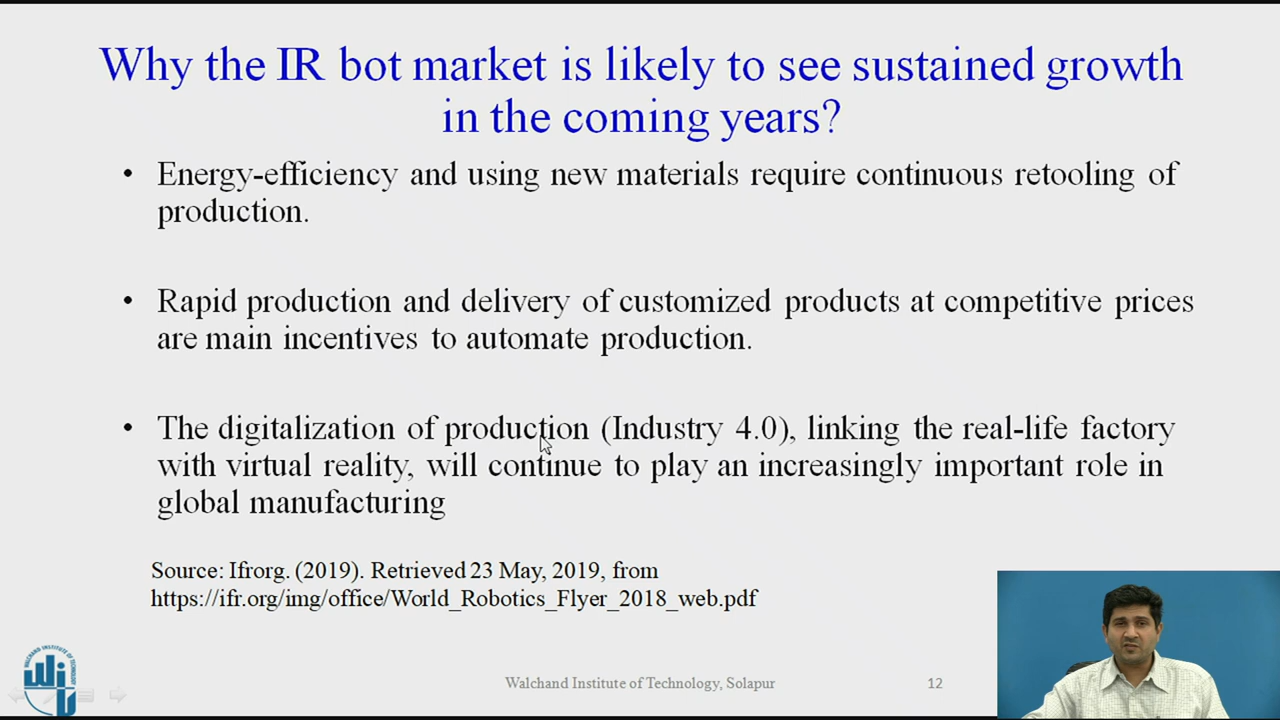 Why the IR bot market is likely to see sustained growth
in the coming years?
• Energy-efficiency and using new materials require continuous retooling of
production.
• Rapid production and delivery of customized products at competitive prices
are main incentives to automate production.
• The digitalization of production (Industry 4.0), linking the real-life factory
with virtual reality, will continue to play an increasingly important role in
global manufacturing
Source: Ifrorg. (2019). Retrieved 23 May, 2019, from
https://ifr.org/img/office/World_Robotics_Flyer_2018_web.pdf
WALCHAND INSTITUTE OF TECHNOLOGY
Walchand Institute of Technology, Solapur
12